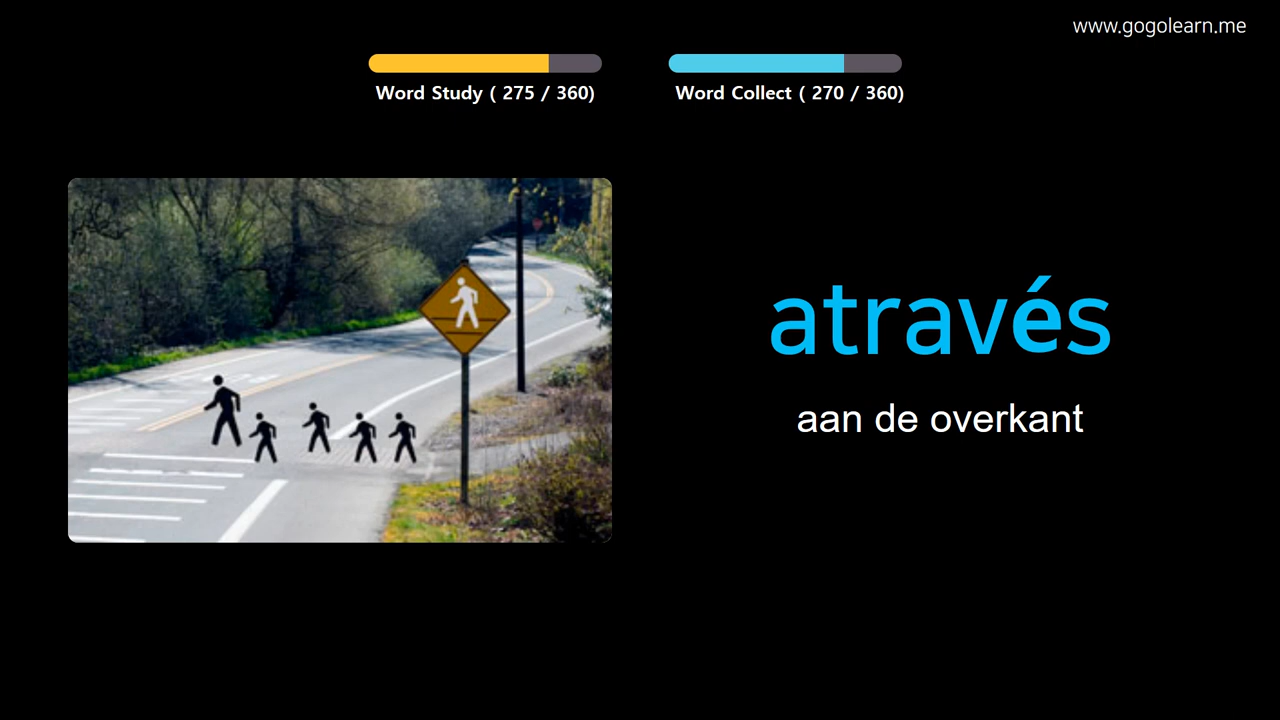 www.gogolearn.me
Word Study ( 275 / 360)
Word Collect ( 270 / 360)
através
aan de overkant